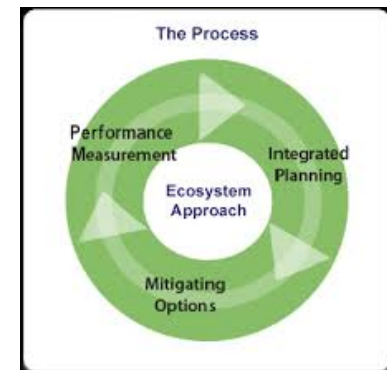 The Process
Performance
Measurement
Integrated
Planning
Ecosystem
Approach
Mitigating
Options